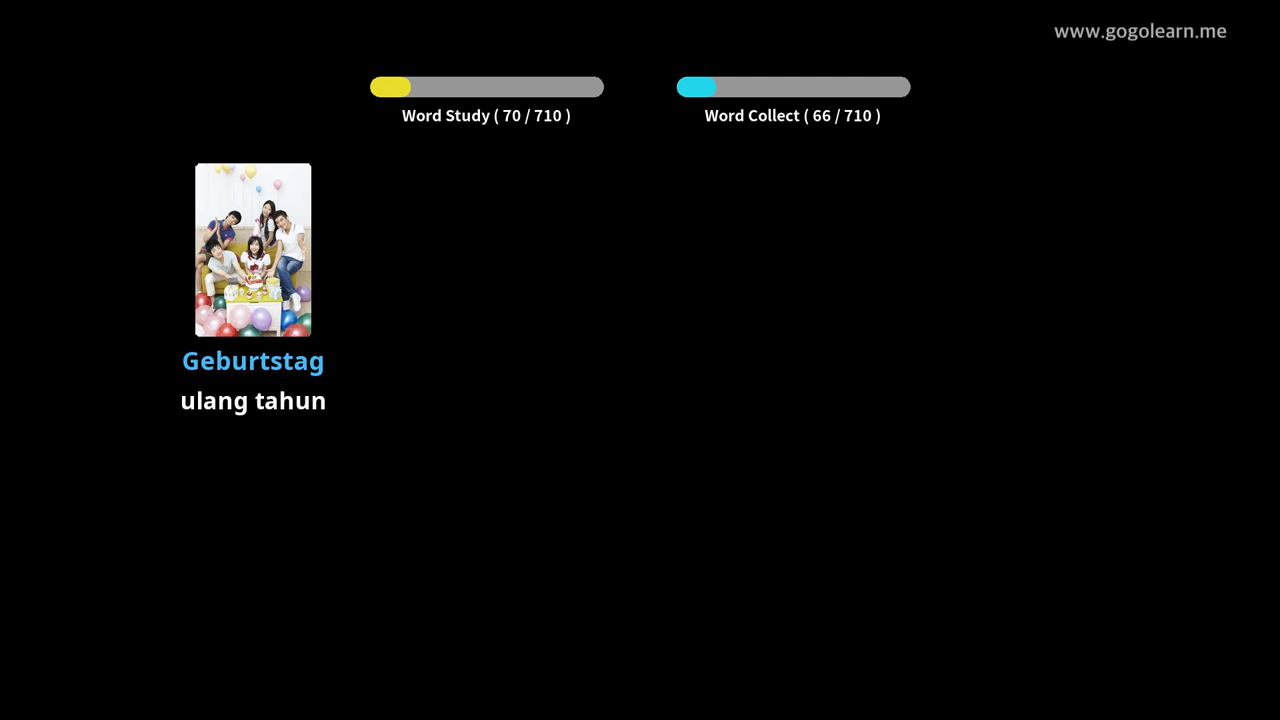 www.gogolearn.me
Word Study ( 70 / 710 )
Word Collect ( 66 / 710 )
Geburtstag
ulang tahun